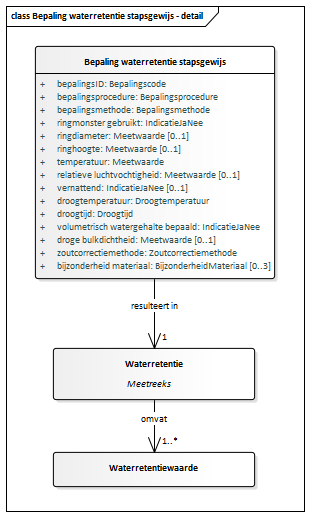 class Bepaling waterretentie stapsgewijs - detail
Bepaling waterretentie stapsgewijs
+ bepalingsID: Bepalingscode
+ bepalingsprocedure: Bepalingsprocedure
+ bepalingsmethode: Bepalingsmethode
+ ringmonster gebruikt: IndicatieJaNee
+ ringdiameter: Meetwaarde [0..1]
+ ringhoogte: Meetwaarde [0..1]
+ temperatuur: Meetwaarde
+ relatieve luchtvochtigheid: Meetwaarde [0..1]
+ vernattend: IndicatieJaNee [0..1]
+ droogtemperatuur: Droogtemperatuur
+ droogtijd: Droogtijd
+ volumetrisch watergehalte bepaald: IndicatieJaNee
+ droge bulkdichtheid: Meetwaarde [0..1]
+ zoutcorrectiemethode: Zoutcorrectiemethode
+ bijzonderheid materiaal: BijzonderheidMateriaal [0..3]
resulteert in
1
Waterretentie
Meetreeks
omvat
1..*
Waterretentiewaarde